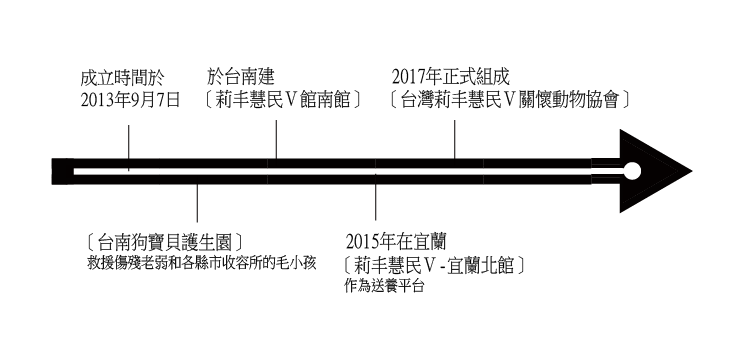 成立時間於
2013年9月7日
〔台南狗寶貝護生園〕
救援傷殘老弱和各縣市收容所的毛小孩
於台南建
〔莉丰慧民V館南館〕
2015年在宜蘭
〔莉丰慧民V-宜蘭北館〕
作為送養平台
2017年正式組成
〔台灣莉丰慧民V關懷動物協會〕